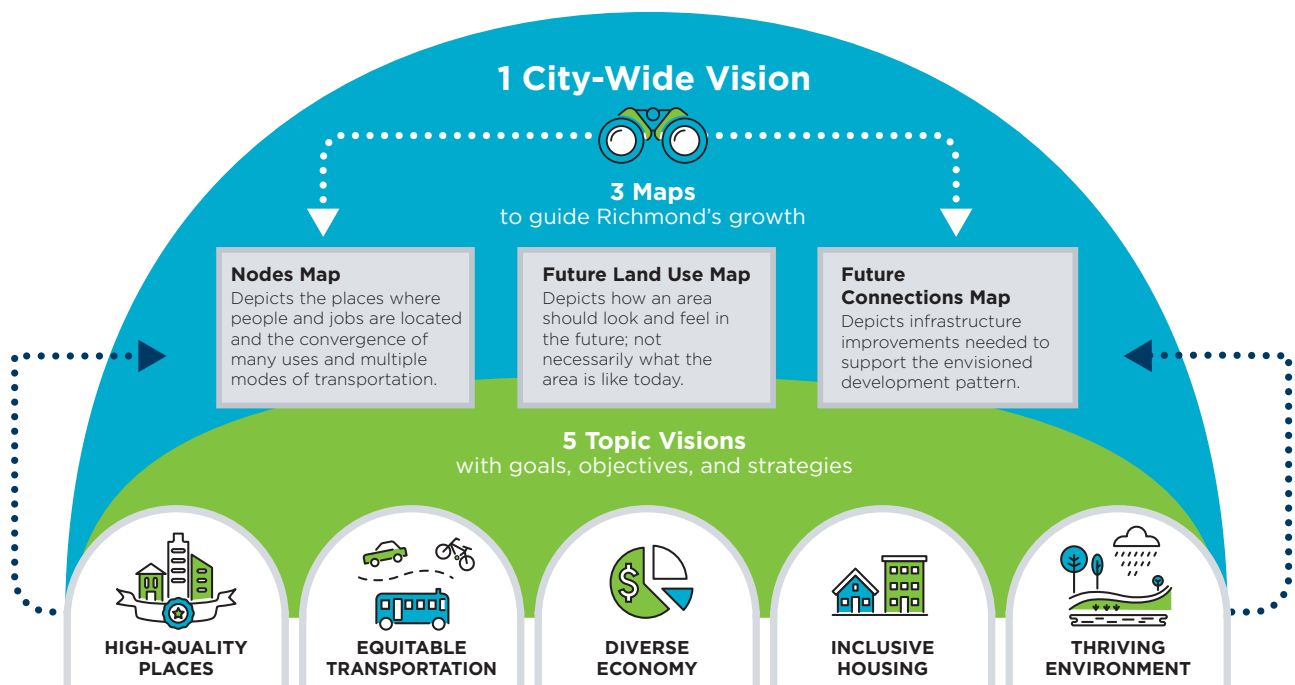 1 City-Wide Vision
3 Maps
to guide Richmond’s growth
Nodes Map
Depicts the places where
people and jobs are located
and the convergence of
many uses and multiple
modes of transportation.
Future Land Use Map
Depicts how an area
should look and feel in
the future; not
necessarily what the
area is like today.
Future
Connections Map
Depicts infrastructure
improvements needed to
support the envisioned
development pattern.
5 Topic Visions
with goals, objectives, and strategies
HIGH-QUALITY
PLACES
EQUITABLE
TRANSPORTATION
$
DIVERSE
ECONOMY
INCLUSIVE
HOUSING
THRIVING
ENVIRONMENT